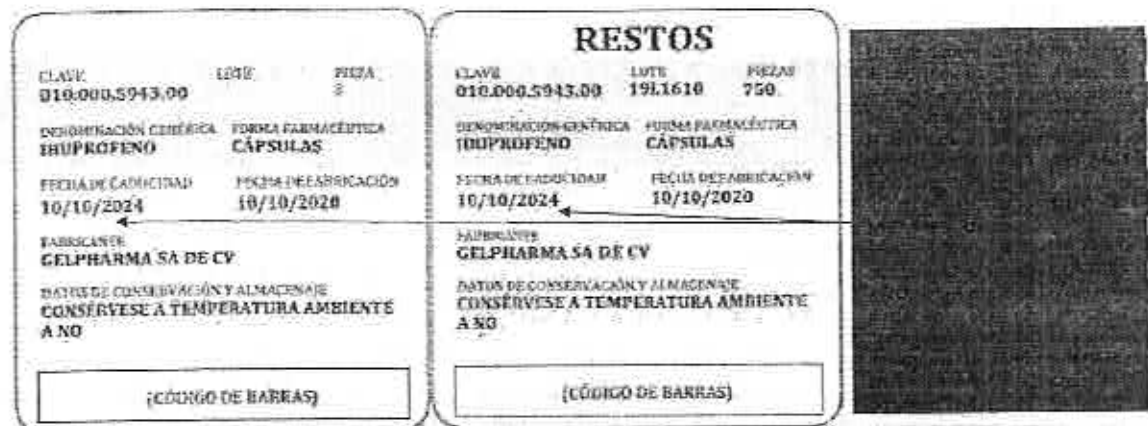 CLAVE LOTE PIEZA
010.000.5943.00
DENOMINACIÓN GENÉRICA FORMA FARMACÉUTICA
IBUPROFENO CÁPSULAS
FECHA DE CADUCIDAD FECHA DE FABRICACIÓN
10/10/2024 10/10/2020
FABRICANTE
GELPHARMA SA DE CV
DATOS DE CONSERVACIÓN Y ALMACENAJE
CONSÉRVESE A TEMPERATURA AMBIENTE
A NO
(CÓDIGO DE BARRAS)
RESTOS
CLAVE LOTE PIEZAS
010.000.5943.00 19L1610 750
DENOMINACIÓN GENÉRICA FORMA FARMACÉUTICA
IBUPROFENO CÁPSULAS
FECHA DE CADUCIDAD FECHA DE FABRICACIÓN
10/10/2024 10/10/2020
FABRICANTE
GELPHARMA SA DE CV
DATOS DE CONSERVACIÓN Y ALMACENAJE
CONSÉRVESE A TEMPERATURA AMBIENTE
A NO
(CÓDIGO DE BARRAS)